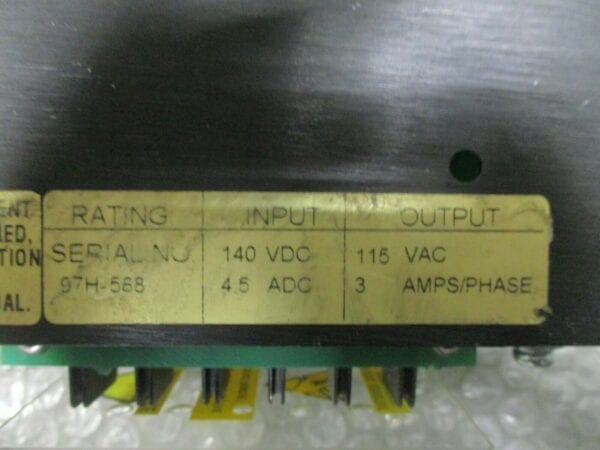 RATING INPUT OUTPUT
SERIAL NO. 140 VDC 115 VAC
97H-568 4.5 ADC 3 AMPS/PHASE
ENT
TION
AL.